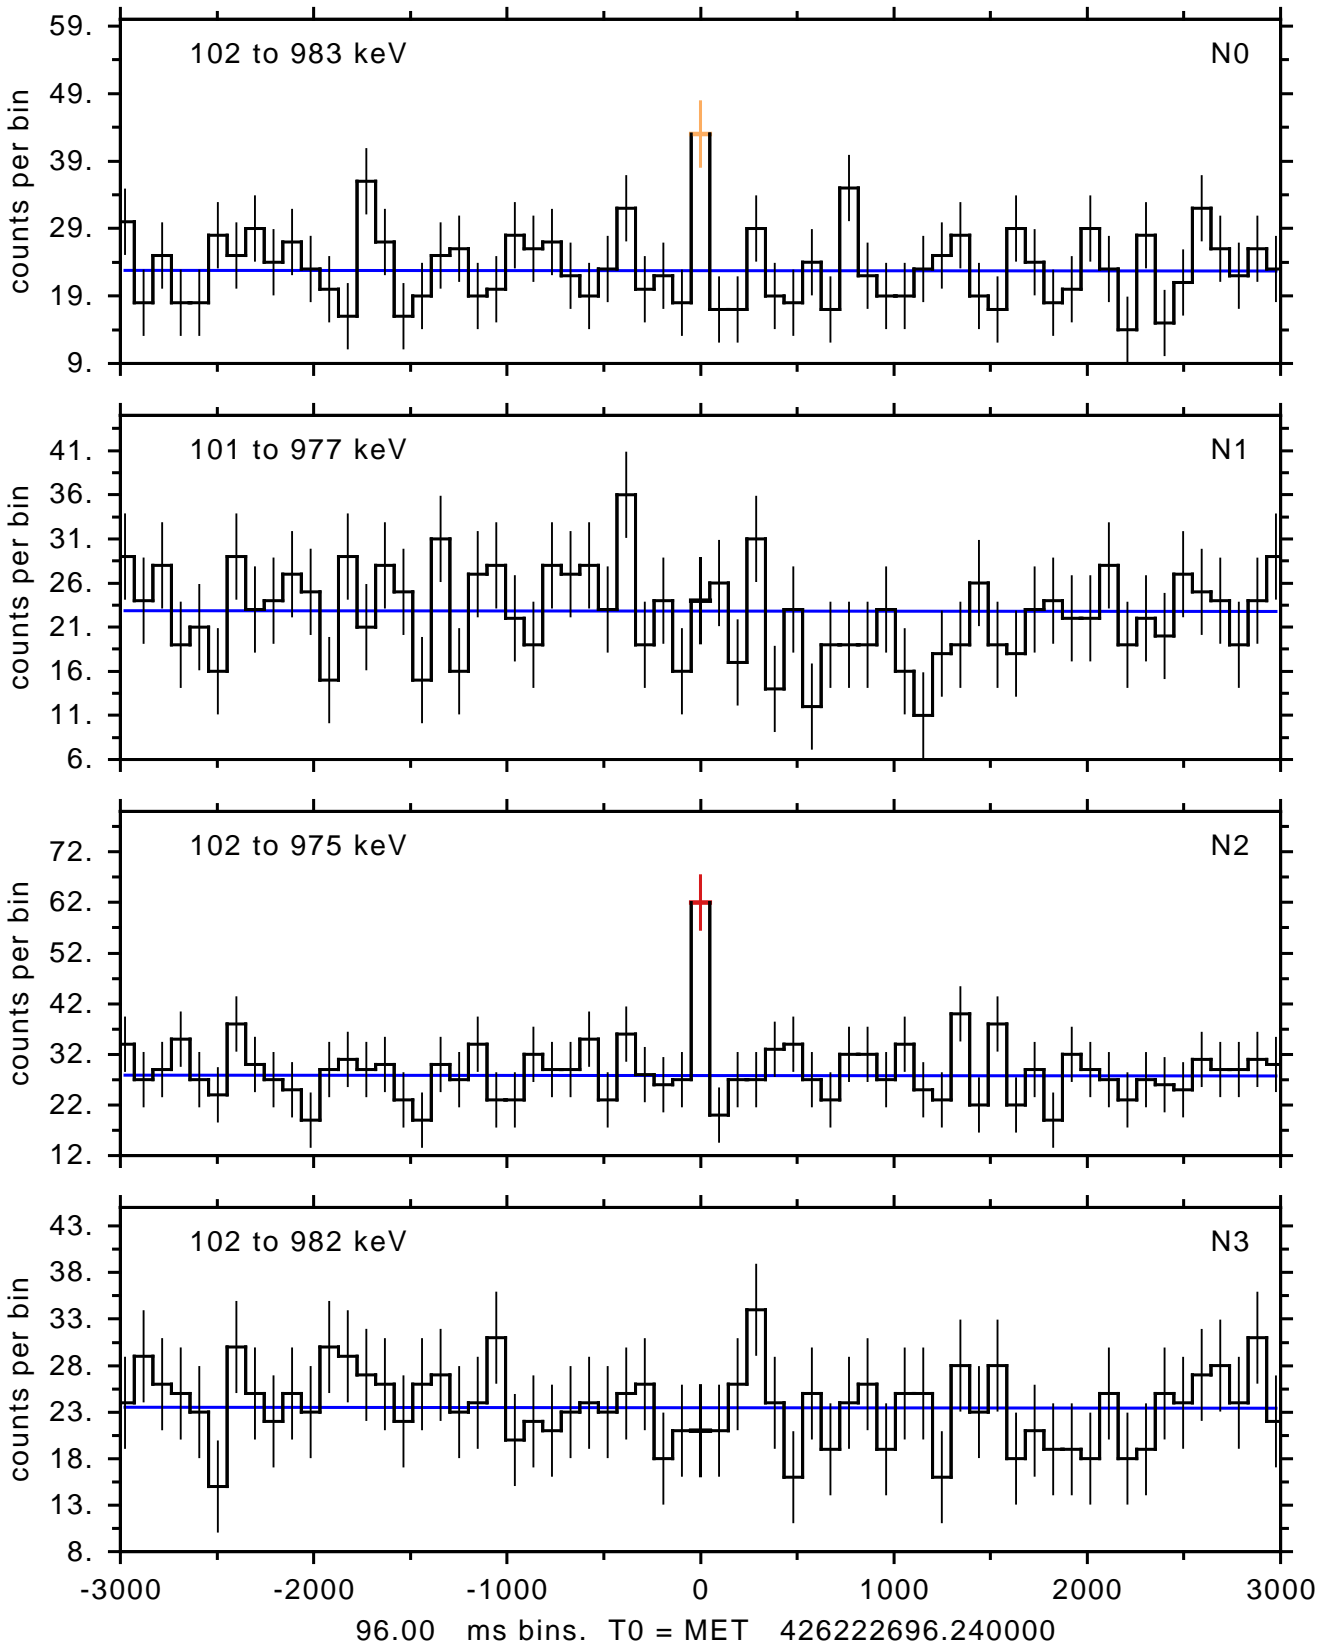 59.
102 to 983 keV N0
49.
39.
29.
19.
9.
counts per bin
101 to 977 keV N1
41.
36.
31.
26.
21.
16.
11.
6.
counts per bin
102 to 975 keV N2
72.
62.
52.
42.
32.
22.
12.
counts per bin
43.
102 to 982 keV N3
38.
33.
28.
23.
18.
13.
8.
counts per bin
-3000 -2000 -1000 0 1000 2000 3000
96.00 ms bins. T0 = MET 426222696.240000